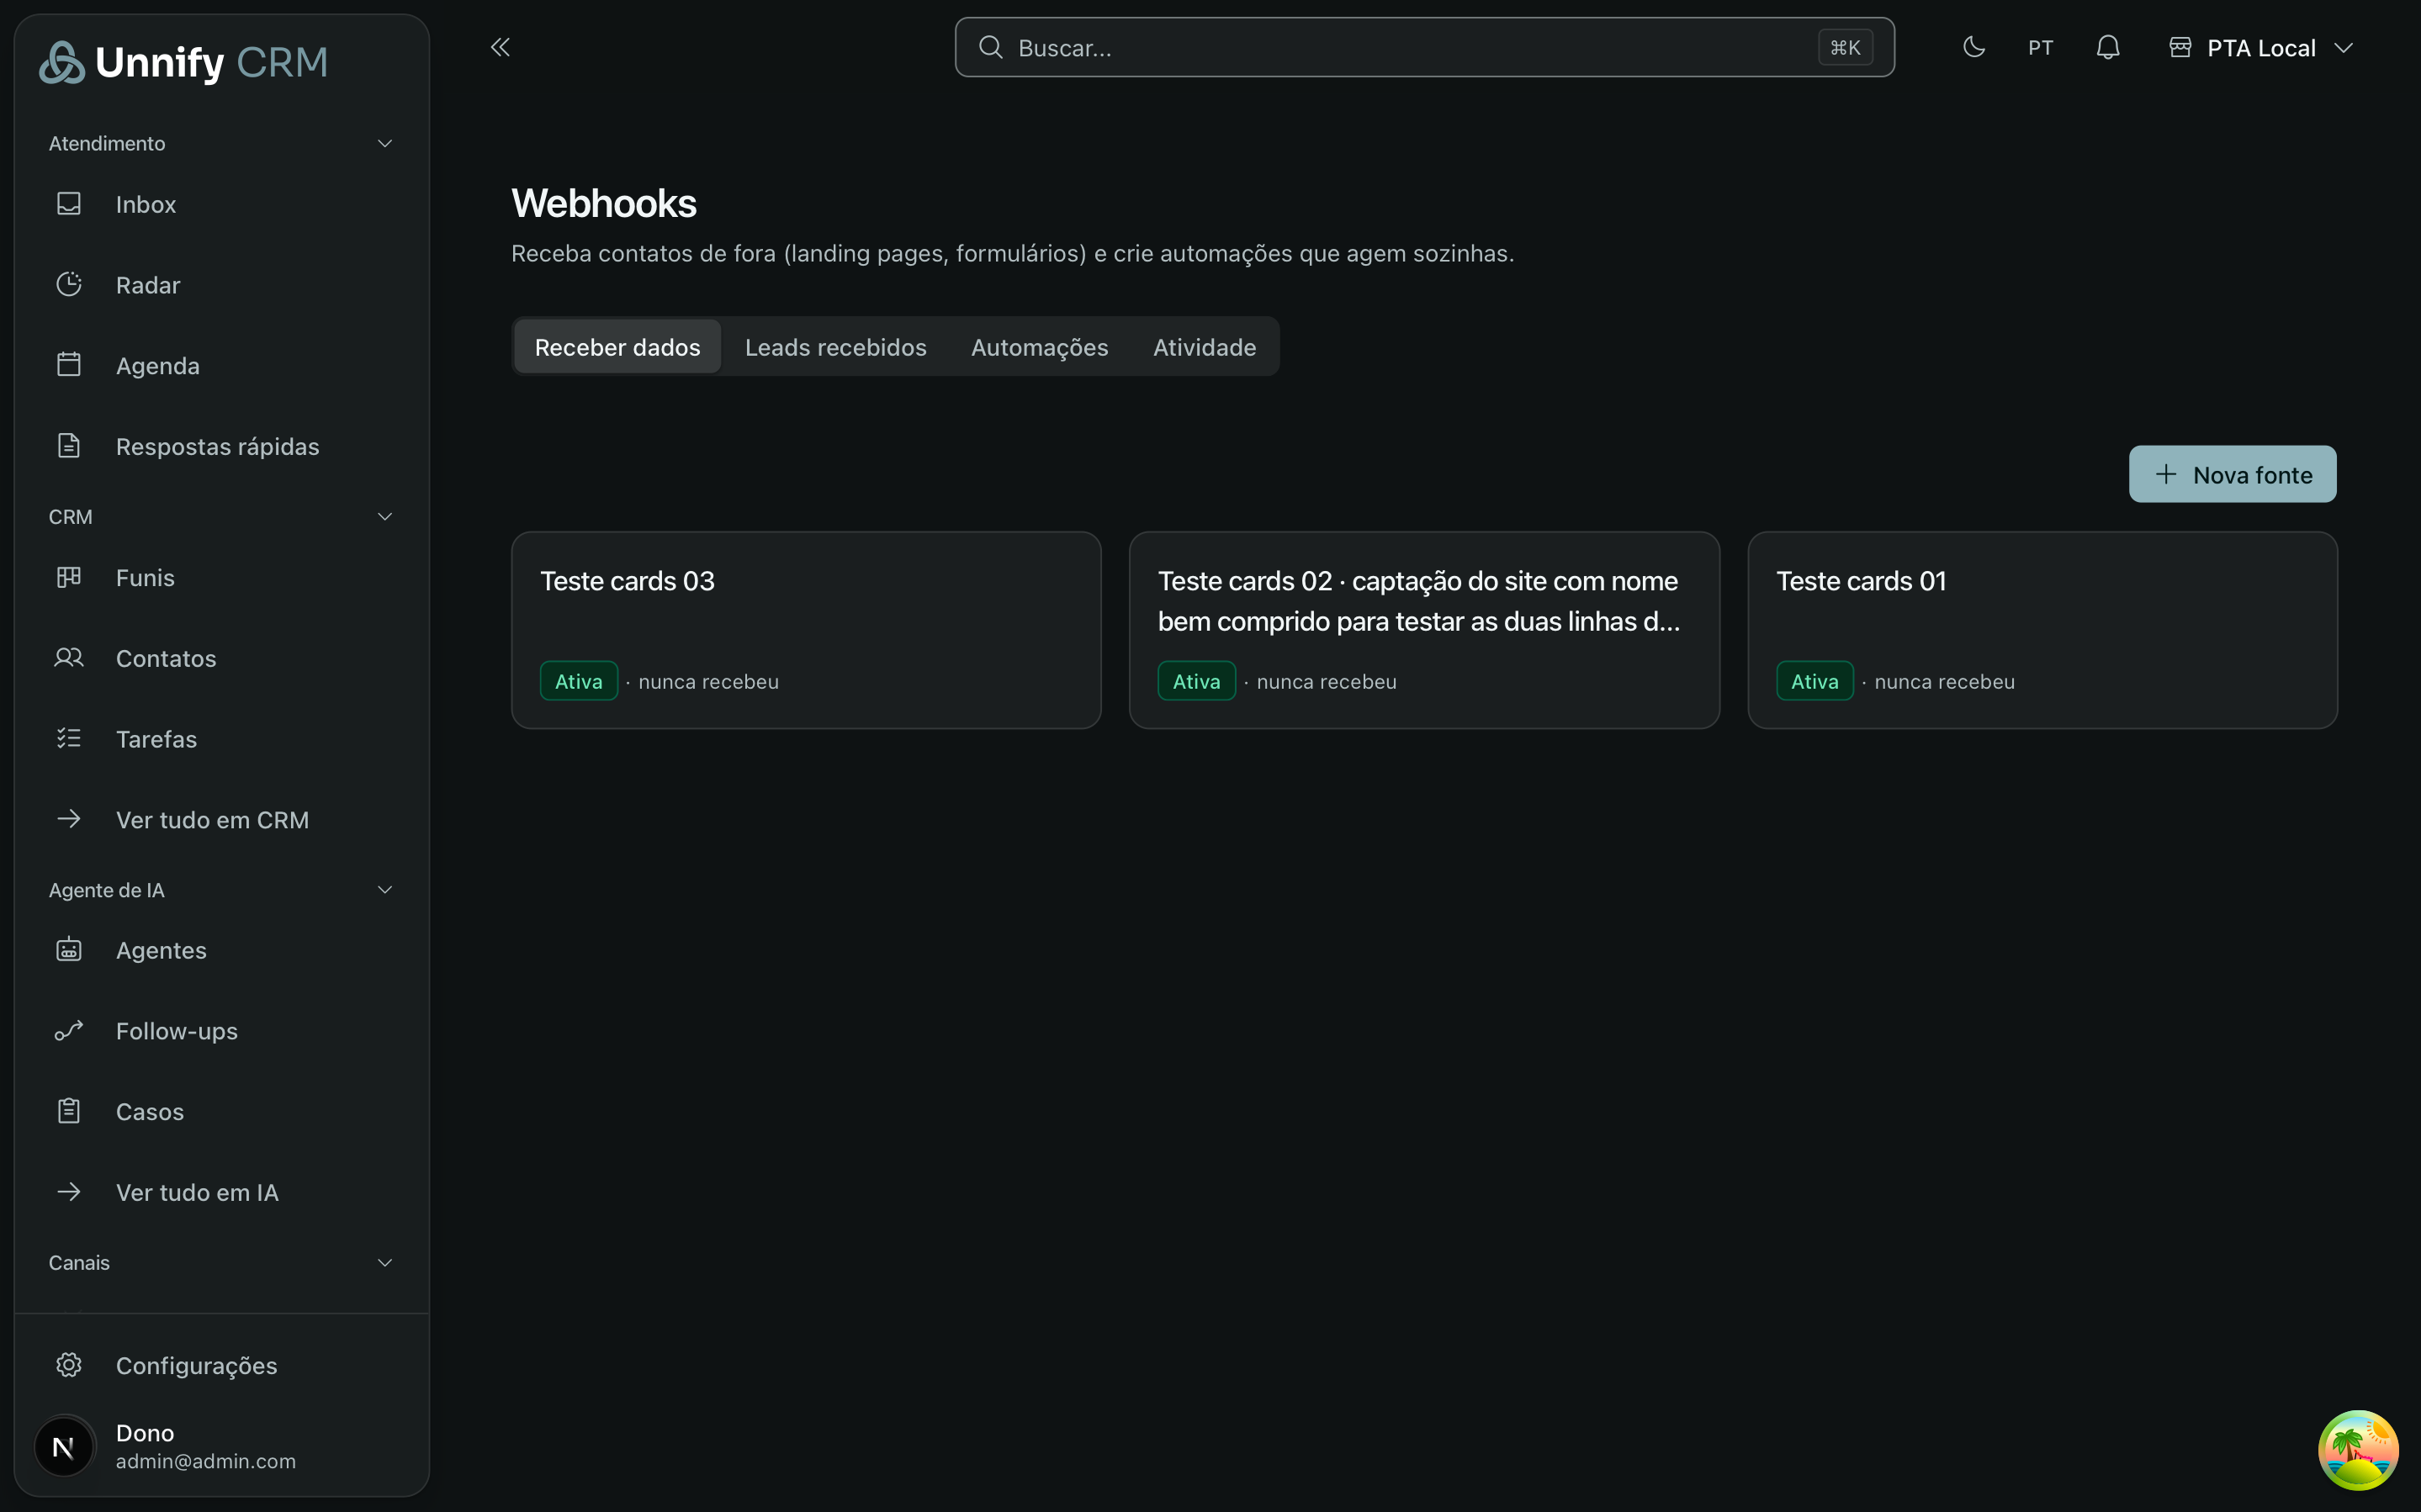 Unnify CRM
Buscar...
⌘K
PT
PTA Local
Atendimento
Inbox
Radar
Agenda
Respostas rápidas
CRM
Funis
Contatos
Tarefas
Ver tudo em CRM
Agente de IA
Agentes
Follow-ups
Casos
Ver tudo em IA
Canais
Configurações
N
Dono
admin@admin.com
Webhooks
Receba contatos de fora (landing pages, formulários) e crie automações que agem sozinhas.
Receber dados
Leads recebidos
Automações
Atividade
+ Nova fonte
Teste cards 03
Ativa · nunca recebeu
Teste cards 02 · captação do site com nome
bem comprido para testar as duas linhas d...
Ativa · nunca recebeu
Teste cards 01
Ativa · nunca recebeu